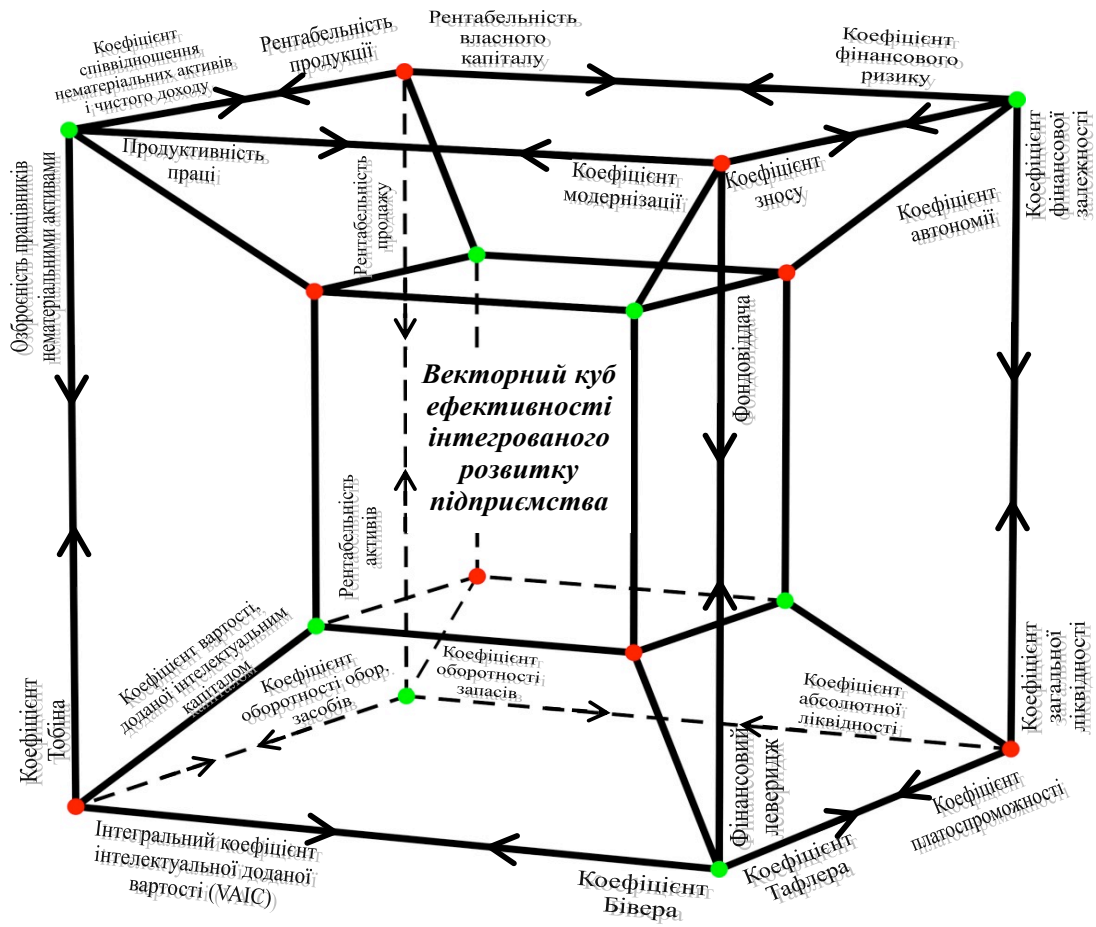 Коефіцієнт
співвідношення
нематеріальних активів
і чистого доходу
Рентабельність
продукції
Рентабельність
власного
капіталу
Коефіцієнт
фінансового
ризику
Продуктивність
праці
Коефіцієнт
модернізації
Коефіцієнт
зносу
Коефіцієнт
автономії
Коефіцієнт
фінансової
залежності
Озброєність працівників
нематеріальними активами
Рентабельність
продажу
Фондовіддача
Векторний куб
ефективності
інтегрованого
розвитку
підприємства
Рентабельність
активів
Коефіцієнт вартості,
доданої інтелектуальним
капіталом
Коефіцієнт
оборотності обор,
засобів
Коефіцієнт
оборотності
запасів
Коефіцієнт
абсолютної
ліквідності
Коефіцієнт
загальної
ліквідності
Коефіцієнт
Тобіна
Фінансовий
леверидж
Коефіцієнт
платоспроможності
Коефіцієнт
Тафлера
Інтегральний коефіцієнт
інтелектуальної доданої
вартості (VAIC)
Коефіцієнт
Бівера